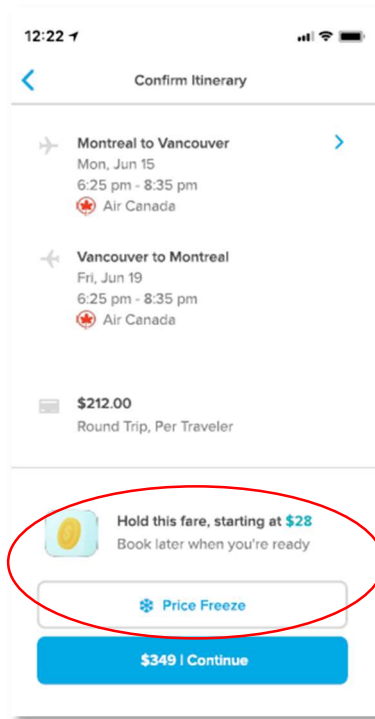 12:22
Confirm Itinerary
Montreal to Vancouver
Mon, Jun 15
6:25 pm - 8:35 pm
Air Canada
Vancouver to Montreal
Fri, Jun 19
6:25 pm - 8:35 pm
Air Canada
$212.00
Round Trip, Per Traveler
Hold this fare, starting at $28
Book later when you're ready
Price Freeze
$349 | Continue